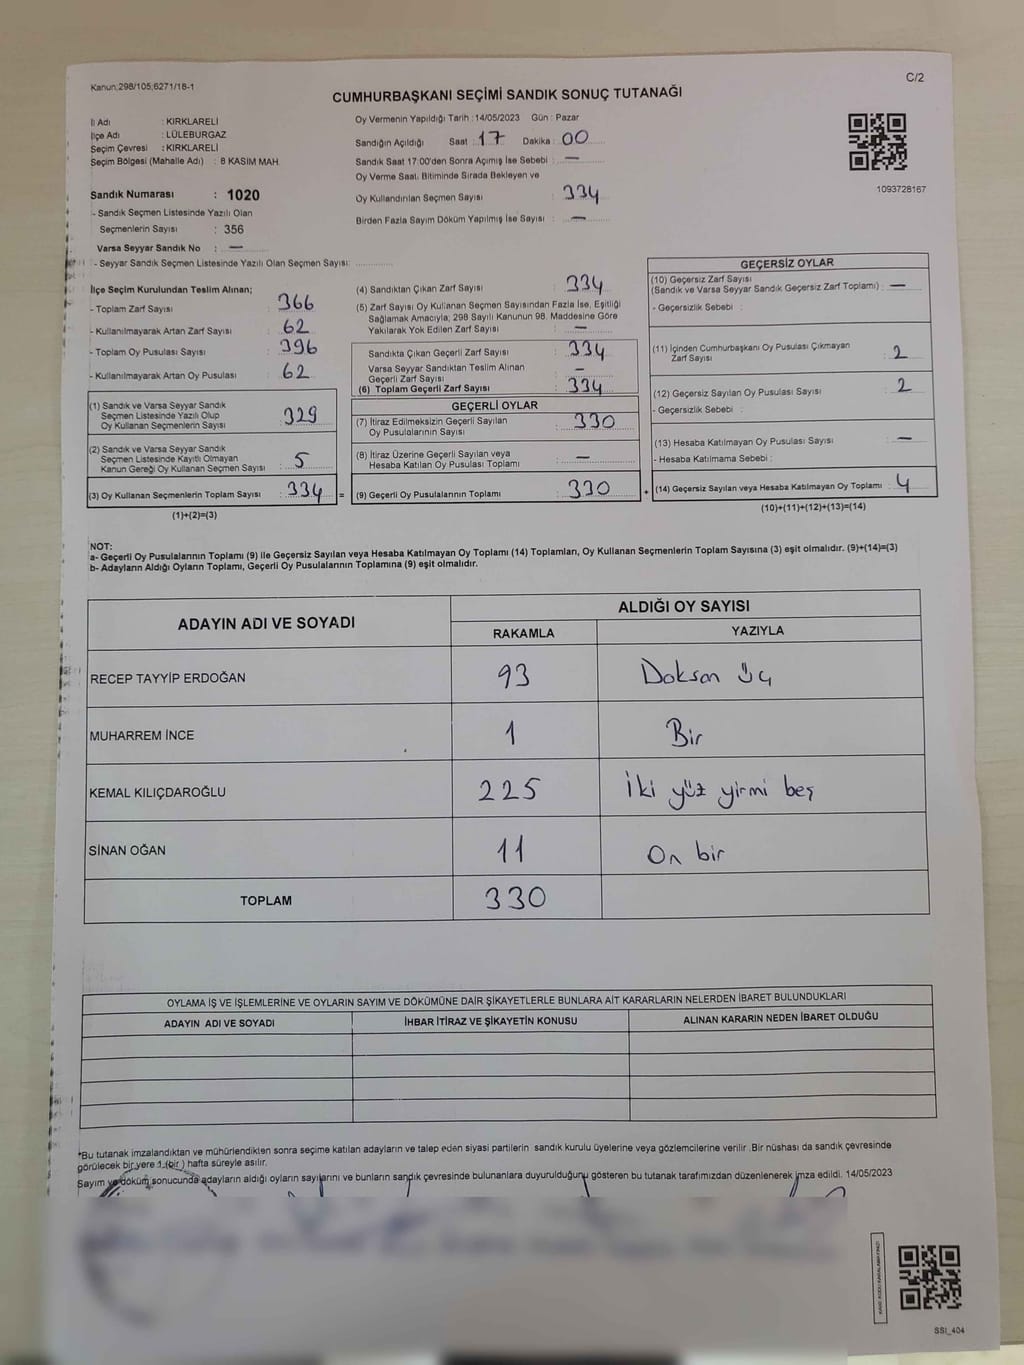 Kanun:298/105;6271/18-1
C/2
CUMHURBAŞKANI SEÇİMİ SANDIK SONUÇ TUTANAĞI
İl Adı : KIRKLARELİ
İlçe Adı : LÜLEBURGAZ
Seçim Çevresi : KIRKLARELİ
Seçim Bölgesi (Mahalle Adı) : 8 KASIM MAH.
Sandık Numarası : 1020
- Sandık Seçmen Listesinde Yazılı Olan
Seçmenlerin Sayısı : 356
Varsa Seyyar Sandık No : —
- Seyyar Sandık Seçmen Listesinde Yazılı Olan Seçmen Sayısı:
Oy Vermenin Yapıldığı Tarih : 14/05/2023 Gün : Pazar
Sandığın Açıldığı Saat : 17 Dakika : 00
Sandık Saat 17:00'den Sonra Açımış İse Sebebi : —
Oy Verme Saat. Bitiminde Sırada Bekleyen ve
Oy Kullandırılan Seçmen Sayısı : 334
Birden Fazla Sayım Döküm Yapılmış İse Sayısı : —
1093728167
İlçe Seçim Kurulundan Teslim Alınan;
- Toplam Zarf Sayısı : 366
- Kullanılmayarak Artan Zarf Sayısı : 62
- Toplam Oy Pusulası Sayısı : 396
- Kullanılmayarak Artan Oy Pusulası : 62
(1) Sandık ve Varsa Seyyar Sandık
Seçmen Listesinde Yazılı Olup
Oy Kullanan Seçmenlerin Sayısı : 329
(2) Sandık ve Varsa Seyyar Sandık
Seçmen Listesinde Kayıtlı Olmayan
Kanun Gereği Oy Kullanan Seçmen Sayısı : 5
(3) Oy Kullanan Seçmenlerin Toplam Sayısı : 334 =
(1)+(2)=(3)
(4) Sandıktan Çıkan Zarf Sayısı : 334
(5) Zarf Sayısı Oy Kullanan Seçmen Sayısından Fazla İse, Eşitliği
Sağlamak Amacıyla; 298 Sayılı Kanunun 98. Maddesine Göre
Yakılarak Yok Edilen Zarf Sayısı : —
Sandıkta Çıkan Geçerli Zarf Sayısı : 334
Varsa Seyyar Sandıktan Teslim Alınan
Geçerli Zarf Sayısı : —
(6) Toplam Geçerli Zarf Sayısı : 334
GEÇERLİ OYLAR
(7) İtiraz Edilmeksizin Geçerli Sayılan
Oy Pusulalarının Sayısı : 330
(8) İtiraz Üzerine Geçerli Sayılan veya
Hesaba Katılan Oy Pusulası Toplamı : —
(9) Geçerli Oy Pusulalarının Toplamı : 330 +
GEÇERSİZ OYLAR
(10) Geçersiz Zarf Sayısı
(Sandık ve Varsa Seyyar Sandık Geçersiz Zarf Toplamı) : —
- Geçersizlik Sebebi :
(11) İçinden Cumhurbaşkanı Oy Pusulası Çıkmayan
Zarf Sayısı : 2
(12) Geçersiz Sayılan Oy Pusulası Sayısı : 2
- Geçersizlik Sebebi :
(13) Hesaba Katılmayan Oy Pusulası Sayısı : —
- Hesaba Katılmama Sebebi :
(14) Geçersiz Sayılan veya Hesaba Katılmayan Oy Toplamı : 4
(10)+(11)+(12)+(13)=(14)
NOT:
a- Geçerli Oy Pusulalarının Toplamı (9) ile Geçersiz Sayılan veya Hesaba Katılmayan Oy Toplamı (14) Toplamları, Oy Kullanan Seçmenlerin Toplam Sayısına (3) eşit olmalıdır. (9)+(14)=(3)
b- Adayların Aldığı Oyların Toplamı, Geçerli Oy Pusulalarının Toplamına (9) eşit olmalıdır.
ADAYIN ADI VE SOYADI
ALDIĞI OY SAYISI
RAKAMLA YAZIYLA
RECEP TAYYİP ERDOĞAN 93 Doksan üç
MUHARREM İNCE 1 Bir
KEMAL KILIÇDAROĞLU 225 İki yüz yirmi beş
SİNAN OĞAN 11 On bir
TOPLAM 330
OYLAMA İŞ VE İŞLEMLERİNE VE OYLARIN SAYIM VE DÖKÜMÜNE DAİR ŞİKAYETLERLE BUNLARA AİT KARARLARIN NELERDEN İBARET BULUNDUKLARI
ADAYIN ADI VE SOYADI İHBAR İTİRAZ VE ŞİKAYETİN KONUSU ALINAN KARARIN NEDEN İBARET OLDUĞU
*Bu tutanak imzalandıktan ve mühürlendikten sonra seçime katılan adayların ve talep eden siyasi partilerin sandık kurulu üyelerine veya gözlemcilerine verilir. Bir nüshası da sandık çevresinde
görülecek bir yere 1 (bir) hafta süreyle asılır.
Sayım ve döküm sonucunda adayların aldığı oyların sayılarını ve bunların sandık çevresinde bulunanlara duyurulduğunu gösteren bu tutanak tarafımızdan düzenlenerek imza edildi. 14/05/2023
SSI_404